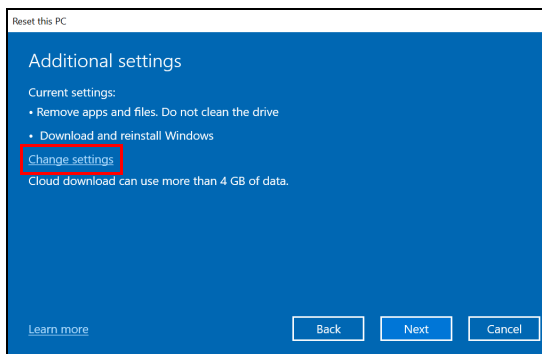 Reset this PC
Additional settings
Current settings:
• Remove apps and files. Do not clean the drive
• Download and reinstall Windows
Change settings
Cloud download can use more than 4 GB of data.
Learn more
Back
Next
Cancel